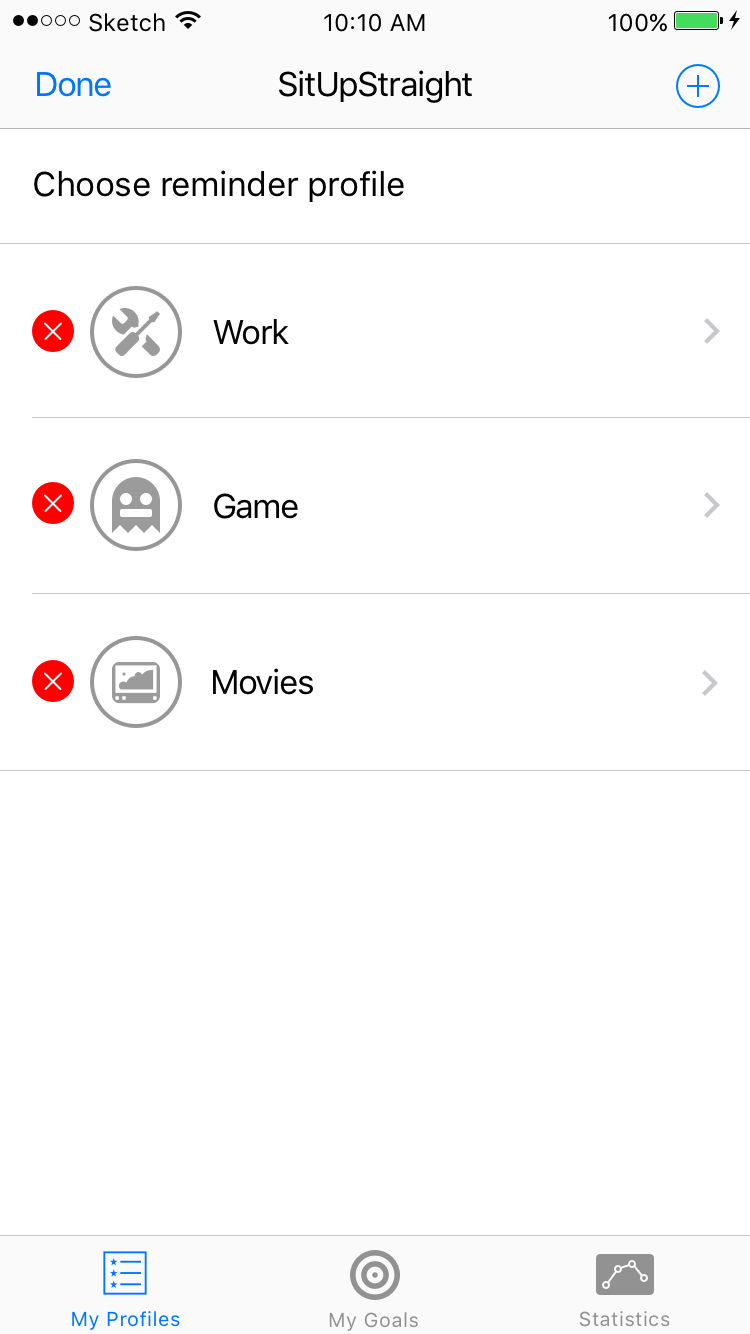 Sketch 10:10 AM 100%
Done SitUpStraight
Choose reminder profile
Work
Game
Movies
My Profiles My Goals Statistics